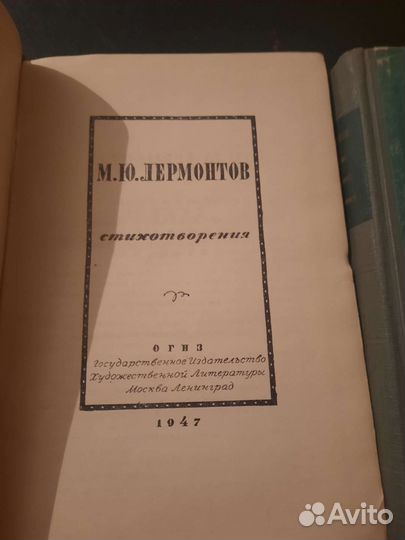 М.Ю.ЛЕРМОНТОВ
стихотворения
ОГИЗ
Государственное Издательство
Художественной Литературы
Москва Ленинград
1947
Avito